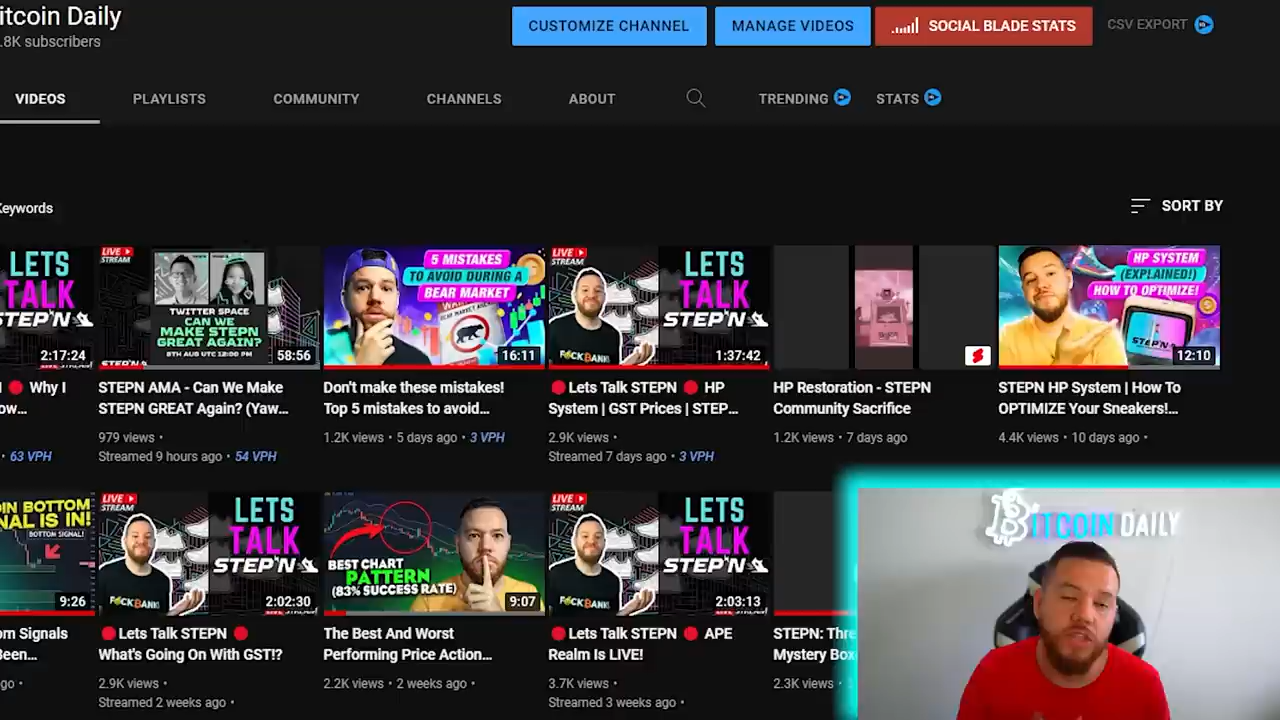 itcoin Daily
.8K subscribers
CUSTOMIZE CHANNEL
MANAGE VIDEOS
SOCIAL BLADE STATS
CSV EXPORT
VIDEOS
PLAYLISTS
COMMUNITY
CHANNELS
ABOUT
TRENDING
STATS
Keywords
SORT BY
LETS
TALK
STEP'N
2:17:24
Why I
ow...
• 63 VPH
LIVE
STREAM
TWITTER SPACE
CAN WE
MAKE STEPN
GREAT AGAIN?
8TH AUG UTC 12:00 PM
58:56
STEPN AMA - Can We Make
STEPN GREAT Again? (Yaw...
979 views •
Streamed 9 hours ago • 54 VPH
5 MISTAKES
TO AVOID DURING A
BEAR MARKET
16:11
Don't make these mistakes!
Top 5 mistakes to avoid...
1.2K views • 5 days ago • 3 VPH
LIVE
STREAM
LETS
TALK
STEP'N
1:37:42
Lets Talk STEPN HP
System | GST Prices | STEP...
2.9K views •
Streamed 7 days ago • 3 VPH
HP Restoration - STEPN
Community Sacrifice
1.2K views • 7 days ago
HP SYSTEM
(EXPLAINED!)
HOW TO OPTIMIZE!
STEP'N
12:10
STEPN HP System | How To
OPTIMIZE Your Sneakers!...
4.4K views • 10 days ago •
IN BOTTOM
NAL IS IN!
BOTTOM SIGNAL!
9:26
om Signals
Been...
go •
LIVE
STREAM
LETS
TALK
STEP'N
2:02:30
Lets Talk STEPN
What's Going On With GST!?
2.9K views •
Streamed 2 weeks ago •
BEST CHART
PATTERN
(83% SUCCESS RATE)
9:07
The Best And Worst
Performing Price Action...
2.2K views • 2 weeks ago •
LIVE
STREAM
LETS
TALK
STEP'N
2:03:13
Lets Talk STEPN APE
Realm Is LIVE!
3.7K views •
Streamed 3 weeks ago •
STEPN: Thre
Mystery Box
2.3K views •
ITCOIN DAILY